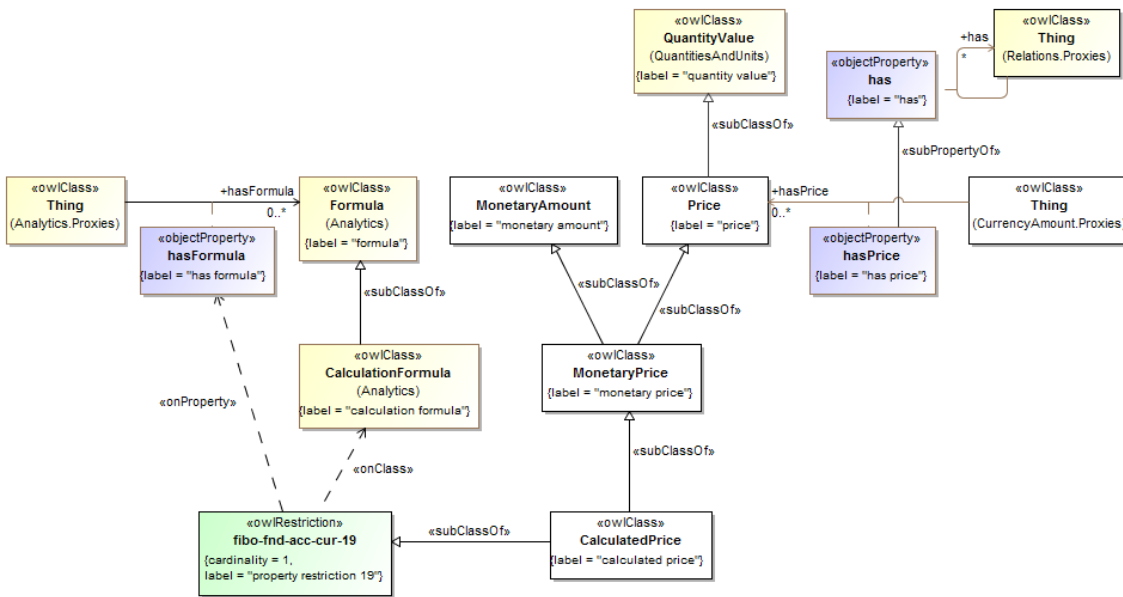 «owlClass»
QuantityValue
(QuantitiesAndUnits)
{label = "quantity value"}
+has
*
«owlClass»
Thing
(Relations.Proxies)
«objectProperty»
has
{label = "has"}
«subClassOf»
«subPropertyOf»
«owlClass»
Thing
(Analytics.Proxies)
+hasFormula
0..*
«owlClass»
Formula
(Analytics)
{label = "formula"}
«owlClass»
MonetaryAmount
{label = "monetary amount"}
«owlClass»
Price
{label = "price"}
+hasPrice
0..*
«owlClass»
Thing
(CurrencyAmount.Proxies)
«objectProperty»
hasFormula
{label = "has formula"}
«objectProperty»
hasPrice
{label = "has price"}
«subClassOf»
«subClassOf»
«subClassOf»
«owlClass»
CalculationFormula
(Analytics)
{label = "calculation formula"}
«owlClass»
MonetaryPrice
{label = "monetary price"}
«onProperty»
«onClass»
«subClassOf»
«owlRestriction»
fibo-fnd-acc-cur-19
{cardinality = 1,
label = "property restriction 19"}
«subClassOf»
«owlClass»
CalculatedPrice
{label = "calculated price"}